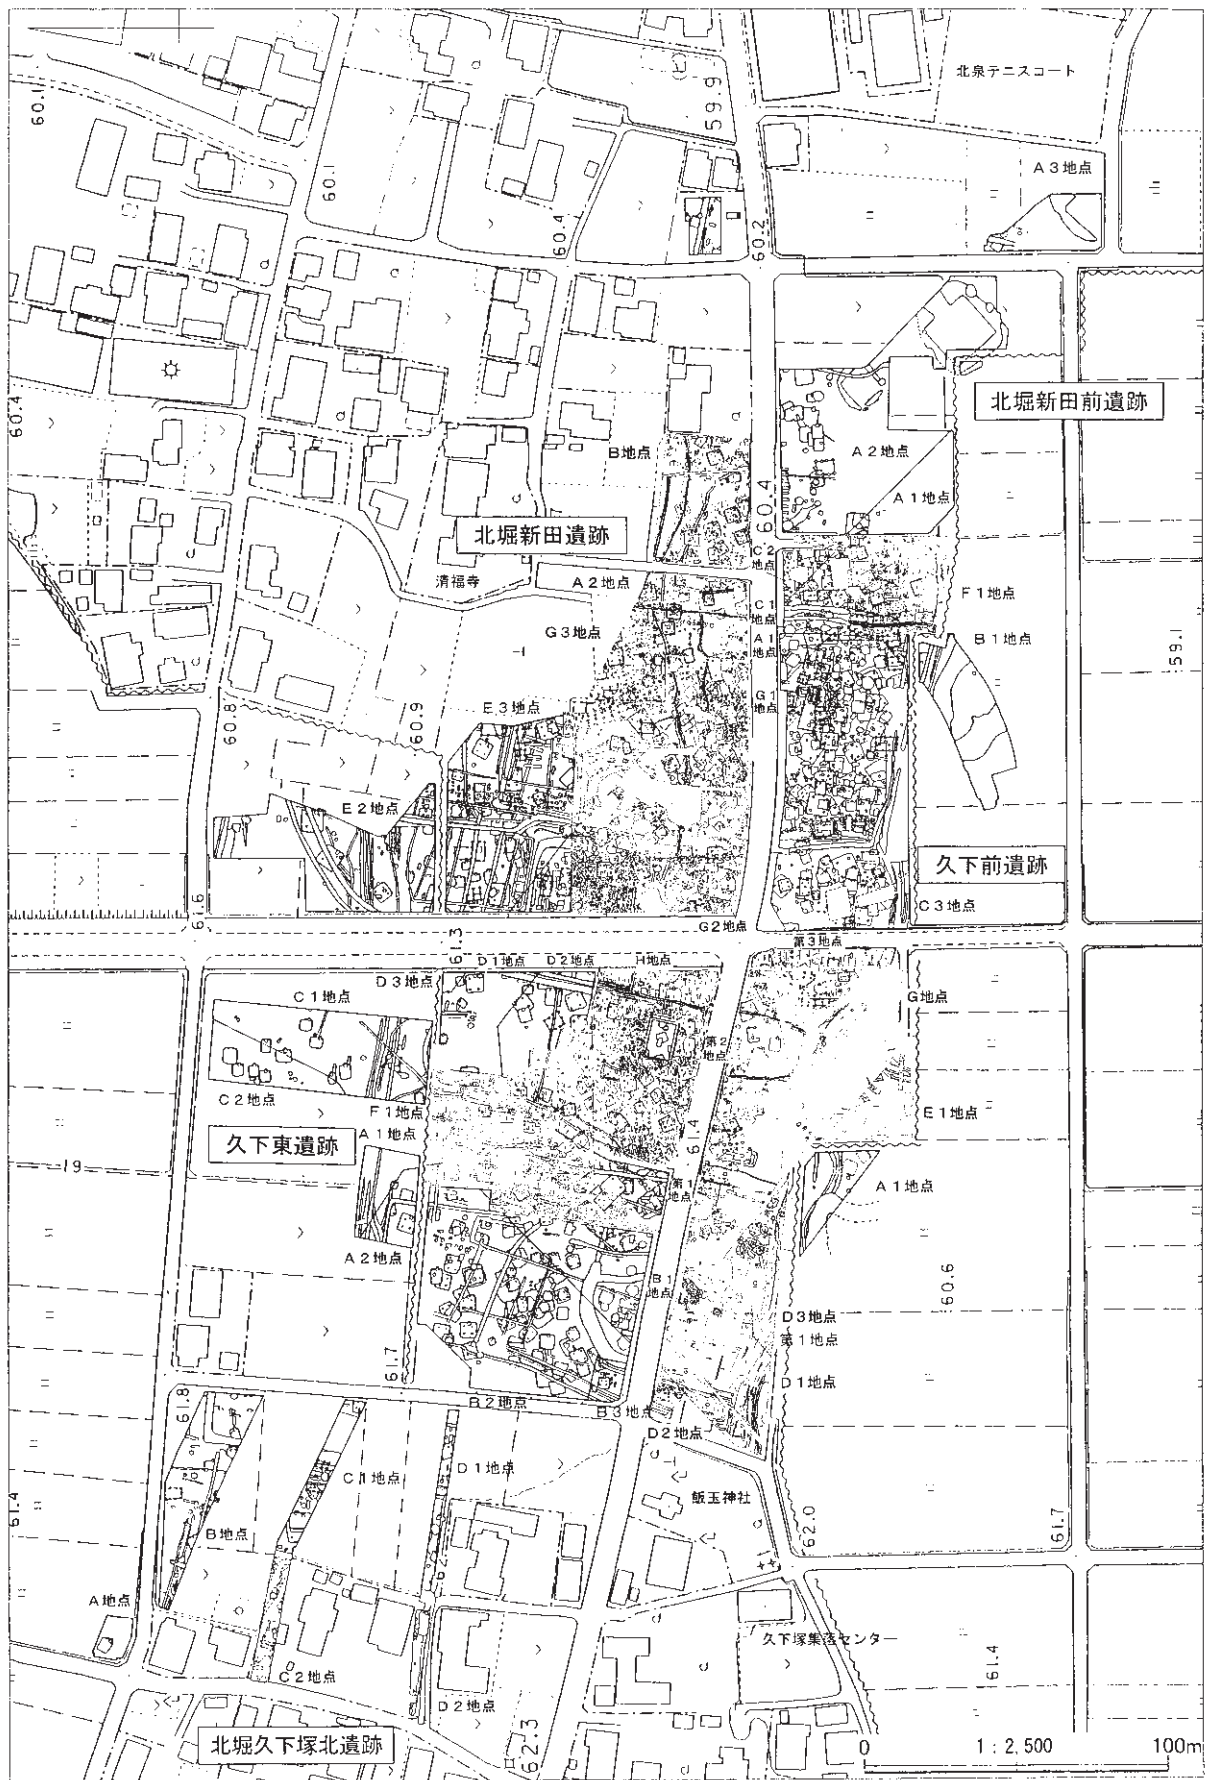 北泉テニスコート
60.1
59.9
60.1
A3地点
60.4
60.2
北堀新田前遺跡
60.4
B地点
A2地点
60.4
A1地点
北堀新田遺跡
C2地点
清福寺
A2地点
F1地点
C1地点
G3地点
A1地点
B1地点
59.1
G1地点
E3地点
60.8
60.9
E2地点
久下前遺跡
61.6
C3地点
G2地点
61.3
第3地点
D1地点
D2地点
H地点
D3地点
C1地点
G地点
第2地点
C2地点
F1地点
E1地点
A1地点
61.4
久下東遺跡
19
第1地点
A1地点
A2地点
B1地点
60.6
D3地点
第1地点
61.7
D1地点
61.8
B2地点
B3地点
D2地点
C1地点
D1地点
61.4
飯玉神社
B地点
62.0
61.7
62.1
A地点
久下塚集落センター
61.4
C2地点
D2地点
北堀久下塚北遺跡
62.3
0
1:2,500
100m